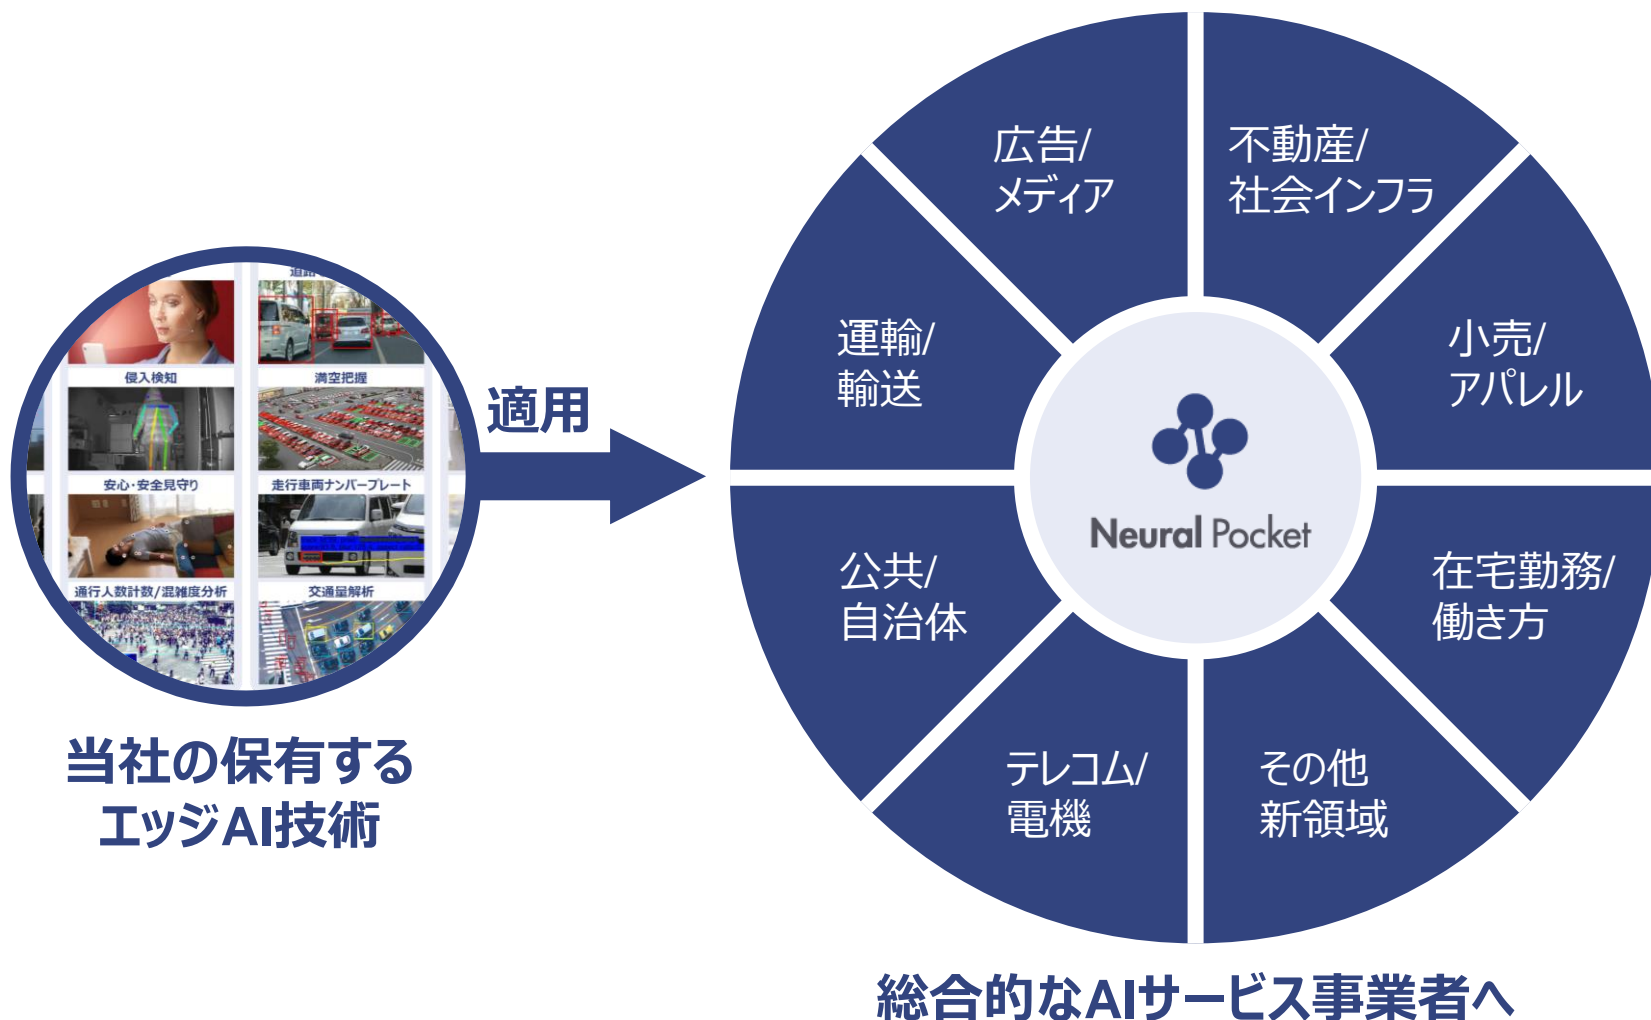 侵入検知
満空把握
安心・安全見守り
走行車両ナンバープレート
通行人数計数/混雑度分析
交通量解析
当社の保有する
エッジAI技術
適用
広告/
メディア
不動産/
社会インフラ
運輸/
輸送
小売/
アパレル
Neural Pocket
公共/
自治体
在宅勤務/
働き方
テレコム/
電機
その他
新領域
総合的なAIサービス事業者へ